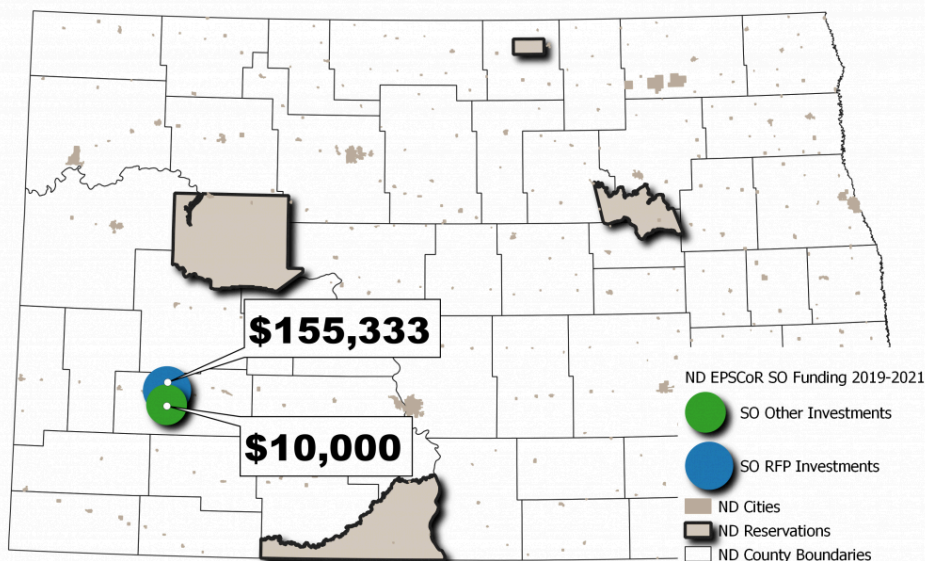 $155,333
$10,000
ND EPSCoR SO Funding 2019-2021
SO Other Investments
SO RFP Investments
ND Cities
ND Reservations
ND County Boundaries